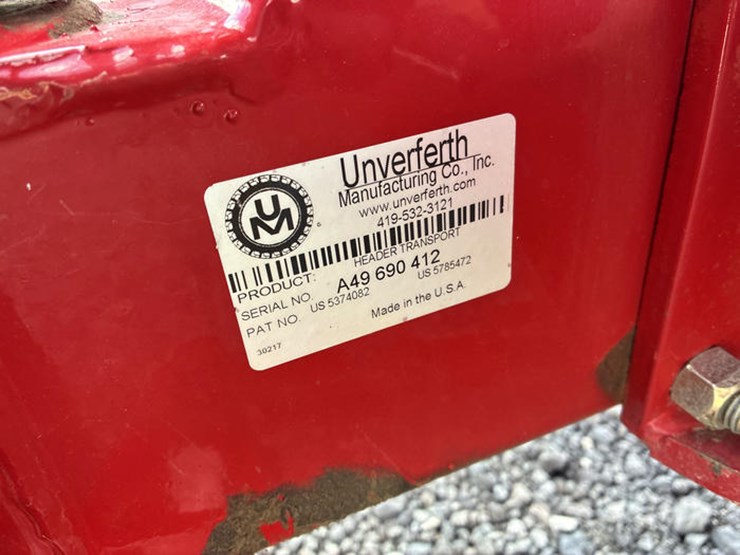 UM
Unverferth
Manufacturing Co., Inc.
www.unverferth.com
419-532-3121
PRODUCT: HEADER TRANSPORT
SERIAL NO. A49 690 412
PAT NO. US 5374082 US 5785472
30217 Made in the U.S.A.